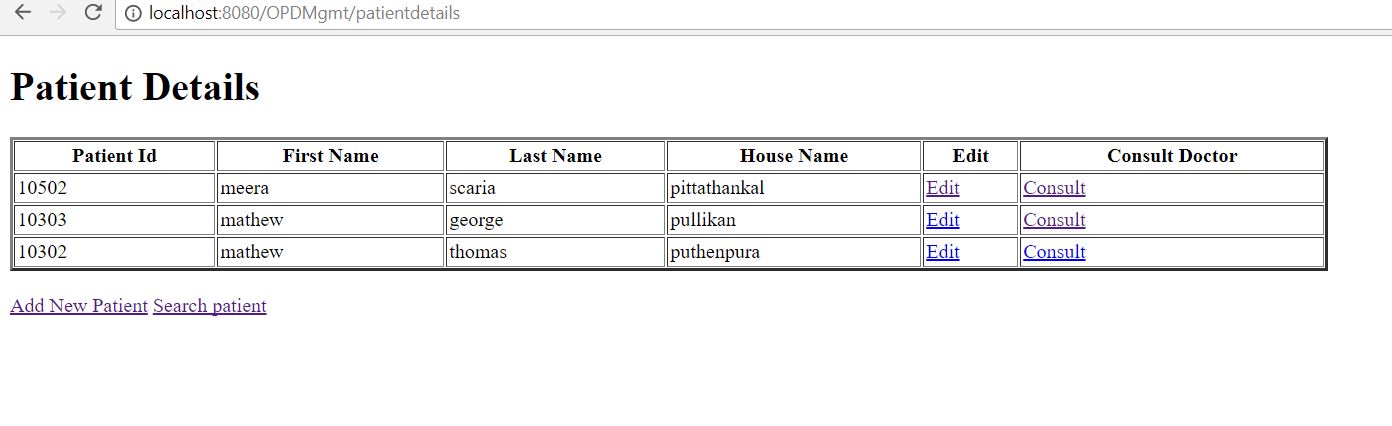 localhost:8080/OPDMgmt/patientdetails
Patient Details
Patient Id First Name Last Name House Name Edit Consult Doctor
10502 meera scaria pittathankal Edit Consult
10303 mathew george pullikan Edit Consult
10302 mathew thomas puthenpura Edit Consult
Add New Patient Search patient